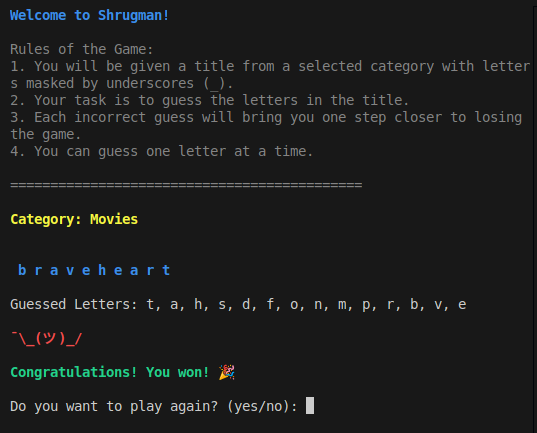 Welcome to Shrugman!
Rules of the Game:
1. You will be given a title from a selected category with letter
s masked by underscores (_).
2. Your task is to guess the letters in the title.
3. Each incorrect guess will bring you one step closer to losing
the game.
4. You can guess one letter at a time.
============================================
Category: Movies
b r a v e h e a r t
Guessed Letters: t, a, h, s, d, f, o, n, m, p, r, b, v, e
¯\_(ツ)_/
Congratulations! You won! 🎉
Do you want to play again? (yes/no):